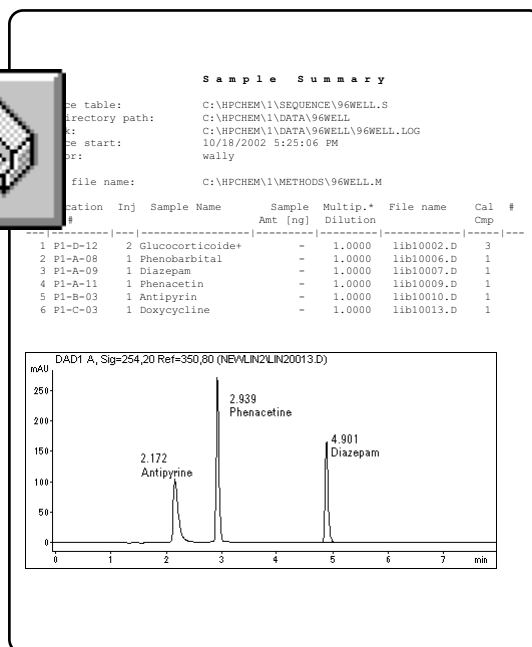 Sample Summary
ce table: C:\HPCHEM\1\SEQUENCE\96WELL.S
irectory path: C:\HPCHEM\1\DATA\96WELL
k: C:\HPCHEM\1\DATA\96WELL\96WELL.LOG
ce start: 10/18/2002 5:25:06 PM
or: wally
file name: C:\HPCHEM\1\METHODS\96WELL.M
cation Inj Sample Name Sample Multip.* File name Cal #
# Amt [ng] Dilution Cmp
---|--------|---|-------------|--------|--------|---------|----|---
1 P1-D-12 2 Glucocorticoide+ - 1.0000 lib10002.D 3
2 P1-A-08 1 Phenobarbital - 1.0000 lib10006.D 1
3 P1-A-09 1 Diazepam - 1.0000 lib10007.D 1
4 P1-A-11 1 Phenacetin - 1.0000 lib10009.D 1
5 P1-B-03 1 Antipyrin - 1.0000 lib10010.D 1
6 P1-C-03 1 Doxycycline - 1.0000 lib10013.D 1
DAD1 A, Sig=254,20 Ref=350,80 (NEWLIN2\LIN20013.D)
mAU
250
200
150
100
50
0
2.172
Antipyrine
2.939
Phenacetine
4.901
Diazepam
0 1 2 3 4 5 6 7 min